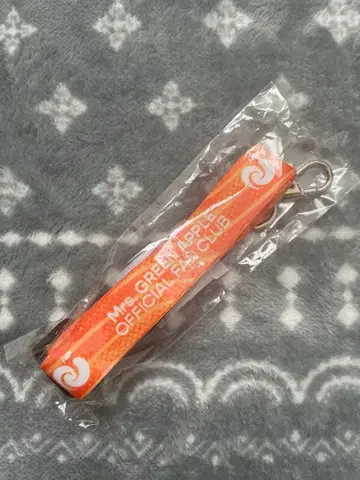 Mrs. GREEN APPLE
OFFICIAL FAN CLUB